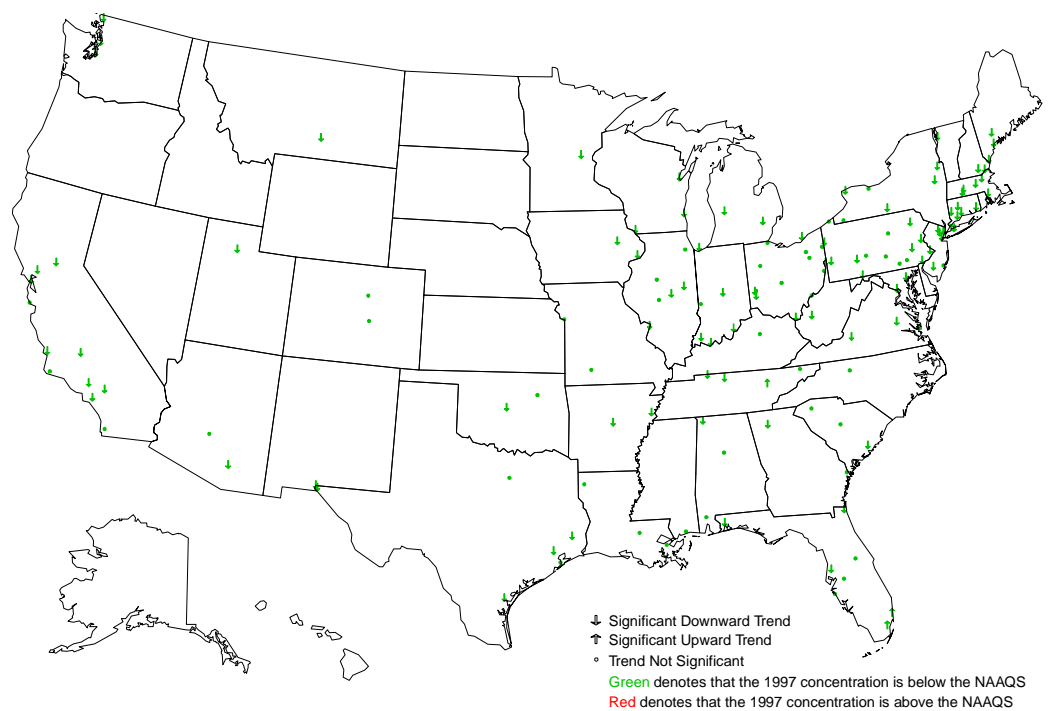 Significant Downward Trend
Significant Upward Trend
Trend Not Significant
Green denotes that the 1997 concentration is below the NAAQS
Red denotes that the 1997 concentration is above the NAAQS